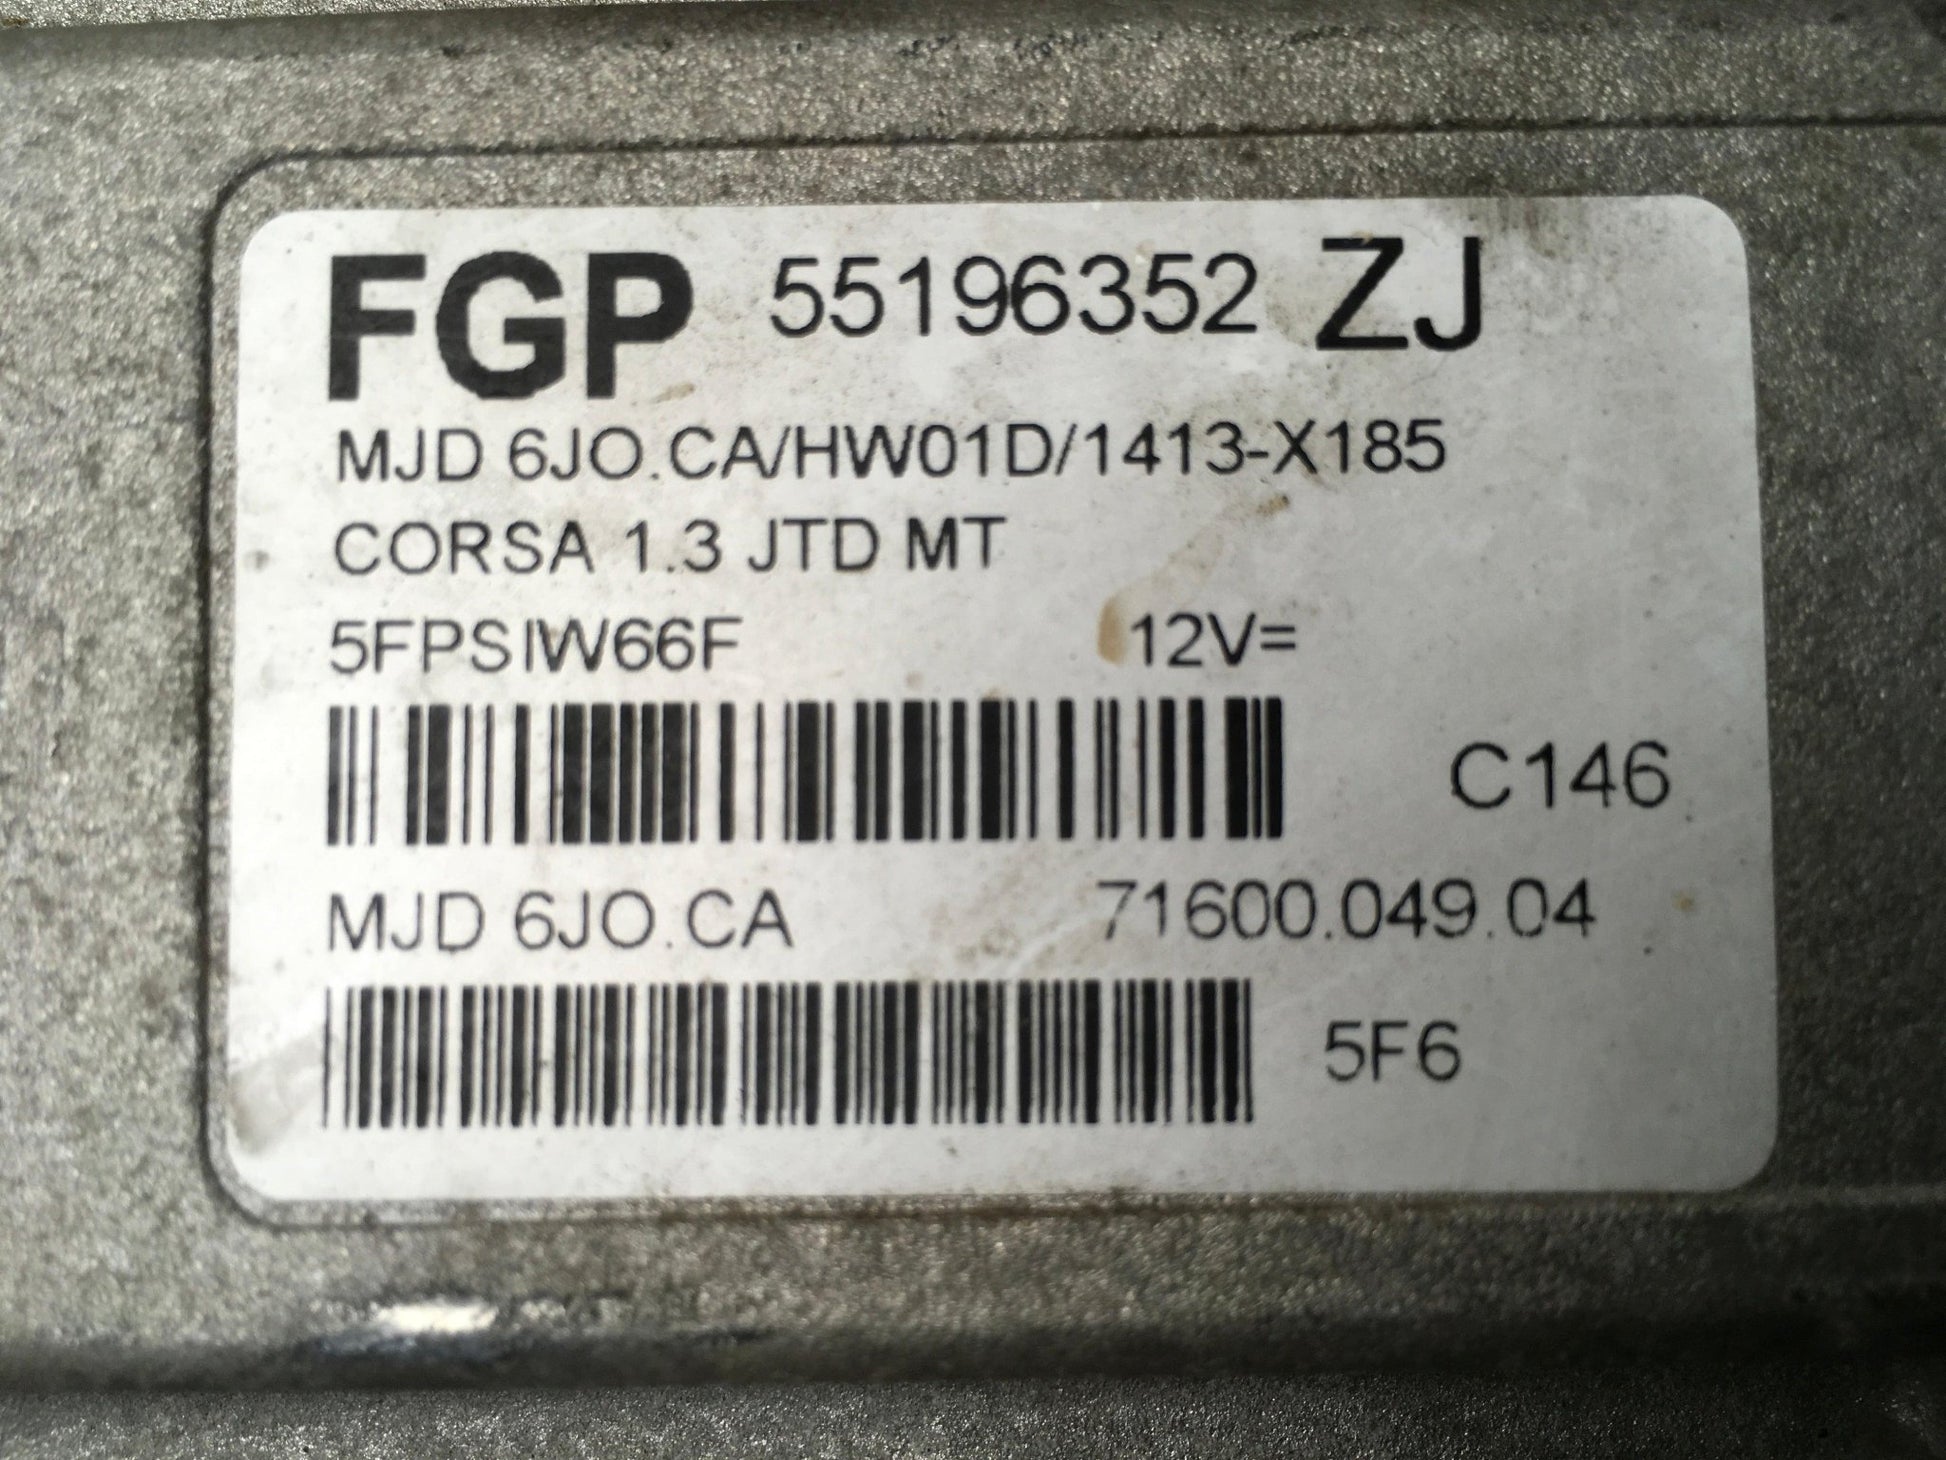 FGP 55196352 ZJ
MJD 6JO.CA/HW01D/1413-X185
CORSA 1.3 JTD MT
5FPSIW66F 12V=
C146
MJD 6JO.CA 71600.049.04
5F6